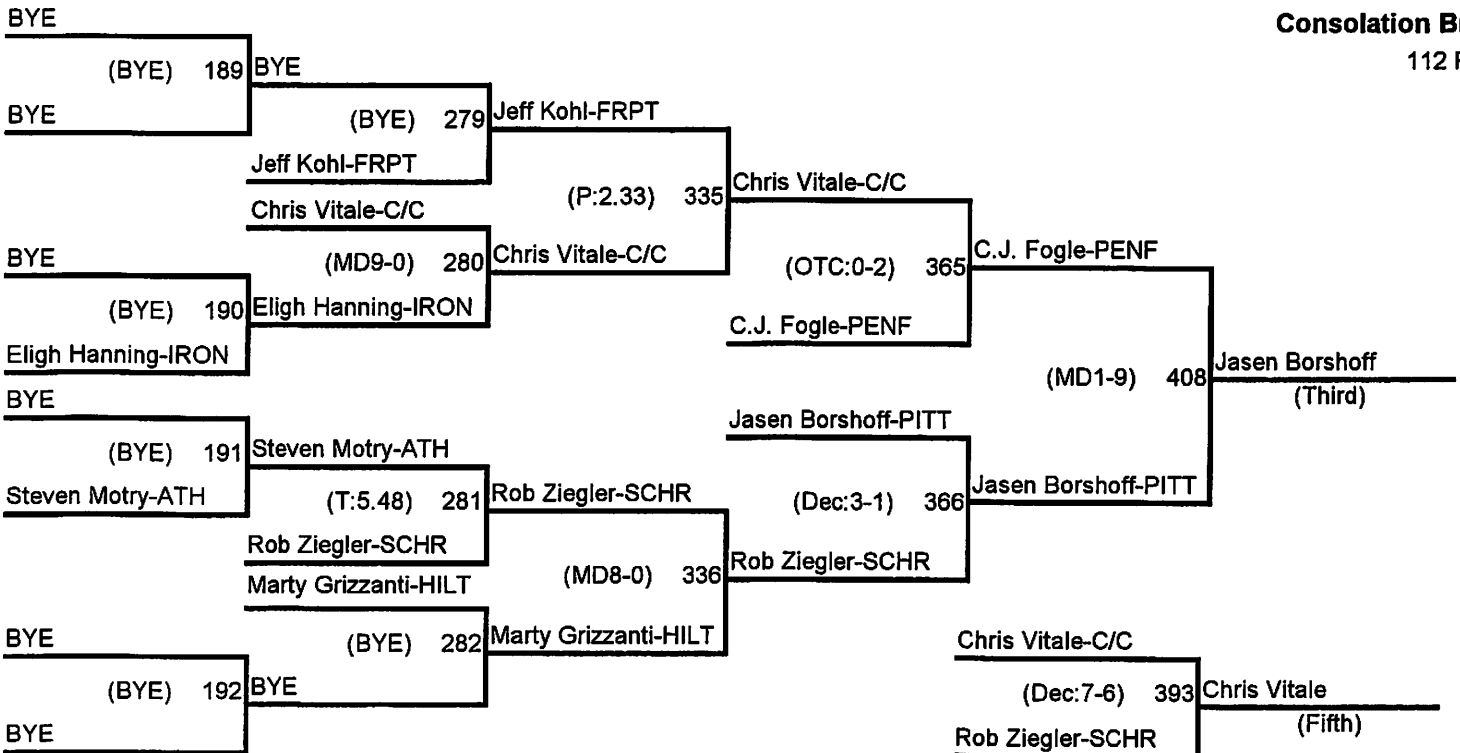 BYE
Consolation
112
(BYE) 189 BYE
BYE
(BYE) 279 Jeff Kohl-FRPT
Jeff Kohl-FRPT
(P:2.33) 335 Chris Vitale-C/C
Chris Vitale-C/C
BYE
(MD9-0) 280 Chris Vitale-C/C
(OTC:0-2) 365 C.J. Fogle-PENF
(BYE) 190 Eligh Hanning-IRON
C.J. Fogle-PENF
Eligh Hanning-IRON
(MD1-9) 408 Jasen Borshoff
(Third)
BYE
Jasen Borshoff-PITT
(BYE) 191 Steven Motry-ATH
Steven Motry-ATH
(T:5.48) 281 Rob Ziegler-SCHR
(Dec:3-1) 366 Jasen Borshoff-PITT
Rob Ziegler-SCHR
(MD8-0) 336 Rob Ziegler-SCHR
Marty Grizzanti-HILT
BYE
(BYE) 282 Marty Grizzanti-HILT
Chris Vitale-C/C
(BYE) 192 BYE
(Dec:7-6) 393 Chris Vitale
(Fifth)
BYE
Rob Ziegler-SCHR